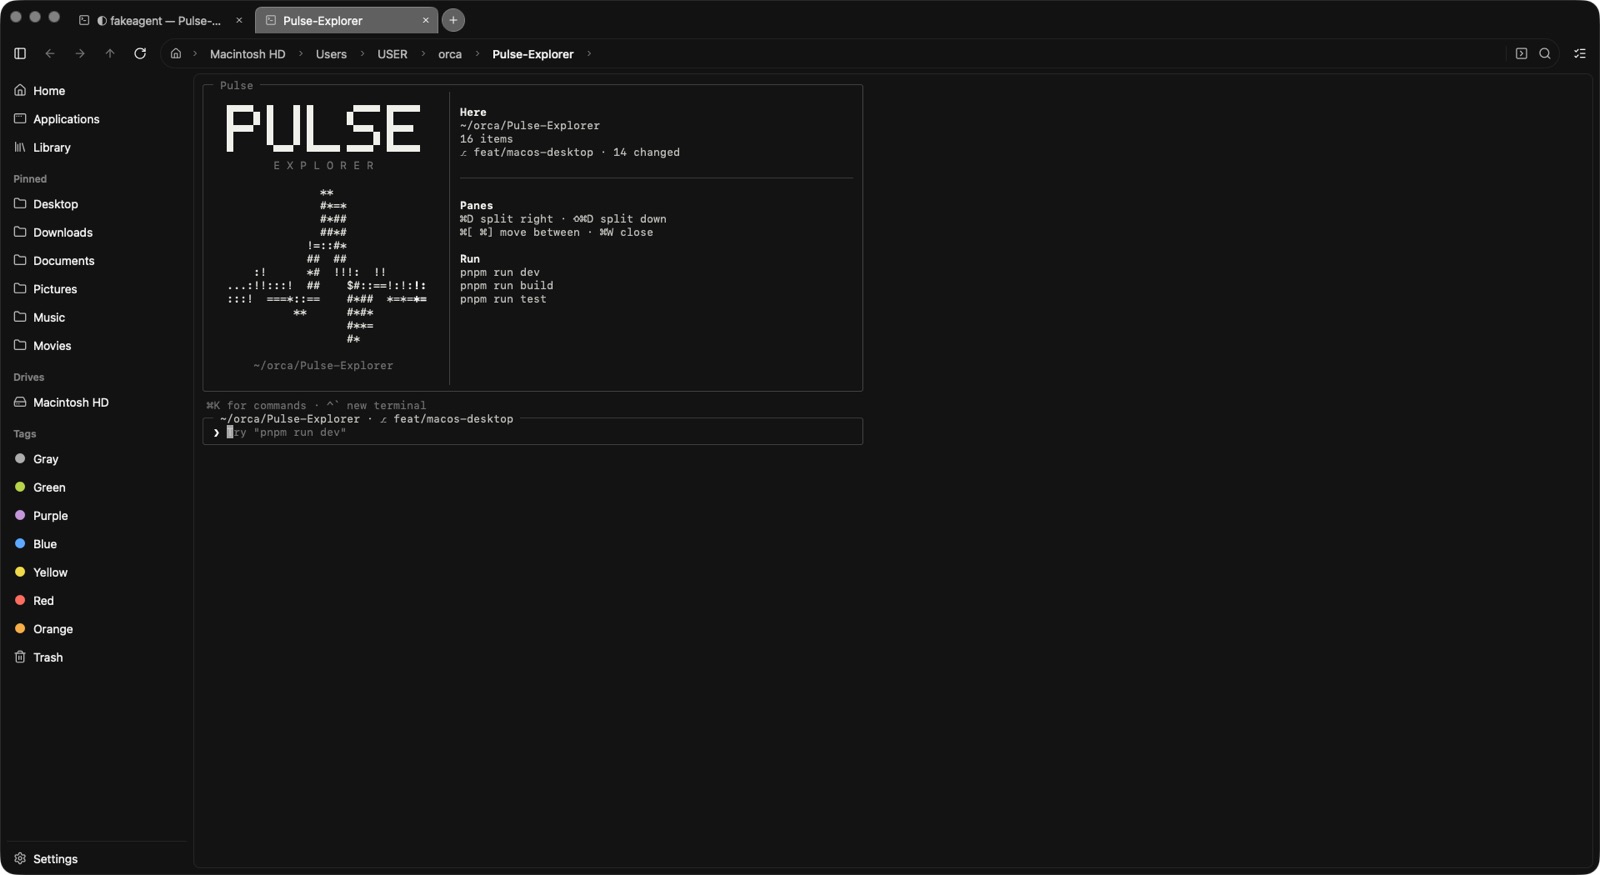 ◐ fakeagent — Pulse-...
Pulse-Explorer
Macintosh HD > Users > USER > orca > Pulse-Explorer >
Home
Applications
Library
Pinned
Desktop
Downloads
Documents
Pictures
Music
Movies
Drives
Macintosh HD
Tags
Gray
Green
Purple
Blue
Yellow
Red
Orange
Trash
Settings
Pulse
PULSE
EXPLORER
**
#*=*
#*##
##*#
!=::#*
## ##
:! *# !!!: !!
...:!!:::! ## $#::==!:!:!:
:::! ===*::== #*## *=*=*=
** #*#*
#**=
#*
~/orca/Pulse-Explorer
Here
~/orca/Pulse-Explorer
16 items
feat/macos-desktop · 14 changed
Panes
⌘D split right · ⇧⌘D split down
⌘[ ⌘] move between · ⌘W close
Run
pnpm run dev
pnpm run build
pnpm run test
⌘K for commands · ^` new terminal
~/orca/Pulse-Explorer · feat/macos-desktop
❯ Try "pnpm run dev"